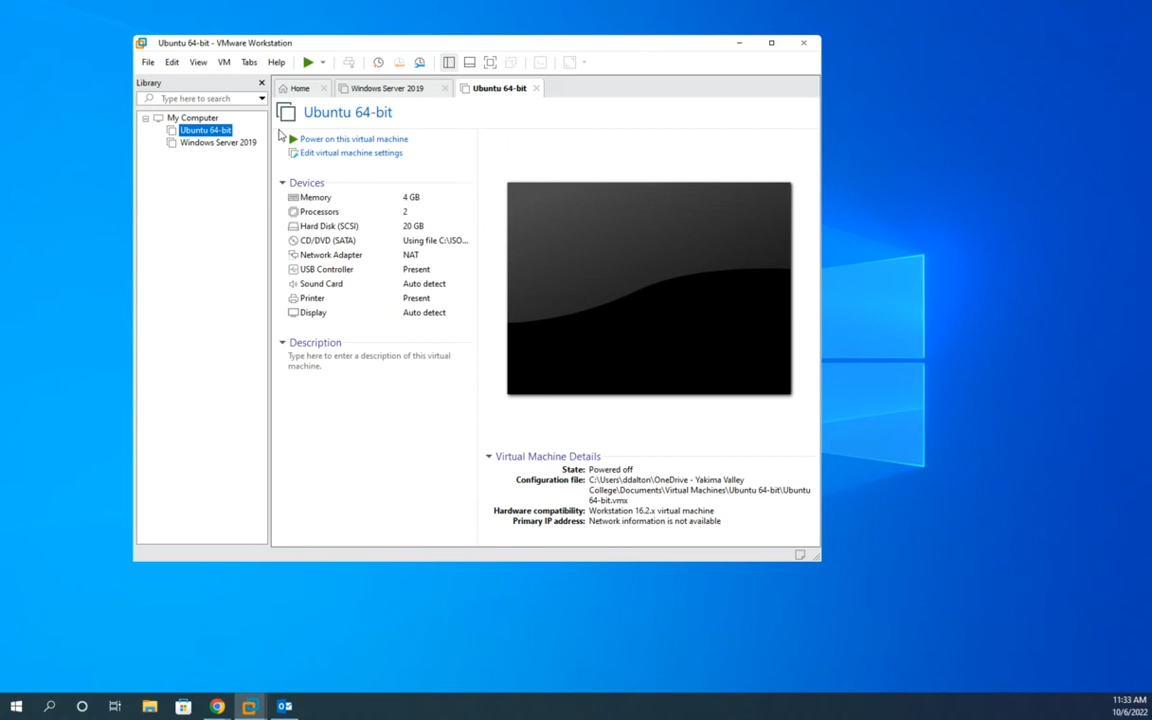 Ubuntu 64-bit - VMware Workstation
File Edit View VM Tabs Help
Library
Type here to search
My Computer
Ubuntu 64-bit
Windows Server 2019
Home Windows Server 2019 Ubuntu 64-bit
Ubuntu 64-bit
Power on this virtual machine
Edit virtual machine settings
Devices
Memory 4 GB
Processors 2
Hard Disk (SCSI) 20 GB
CD/DVD (SATA) Using file C:\ISO...
Network Adapter NAT
USB Controller Present
Sound Card Auto detect
Printer Present
Display Auto detect
Description
Type here to enter a description of this virtual
machine.
Virtual Machine Details
State: Powered off
Configuration file: C:\Users\ddalton\OneDrive - Yakima Valley
College\Documents\Virtual Machines\Ubuntu 64-bit\Ubuntu
64-bit.vmx
Hardware compatibility: Workstation 16.2.x virtual machine
Primary IP address: Network information is not available
11:33 AM
10/6/2022